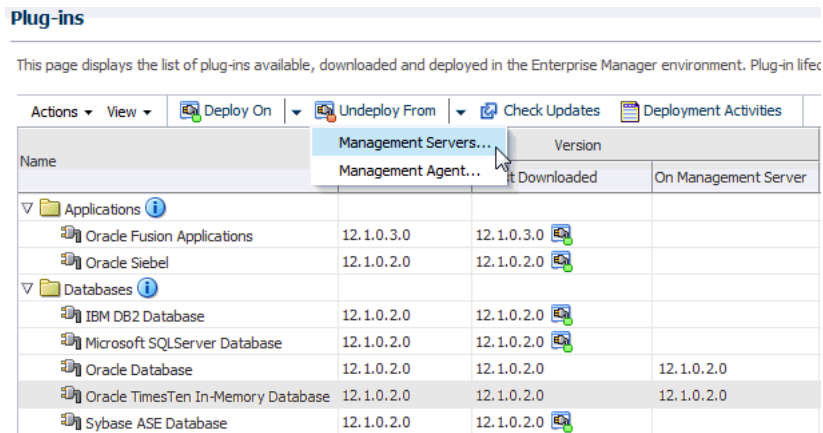 Plug-ins
This page displays the list of plug-ins available, downloaded and deployed in the Enterprise Manager environment. Plug-in
Actions View Deploy On Undeploy From Check Updates Deployment Activities
Management Servers...
Management Agent...
Name
Version
Downloaded
On Management Server
Applications
Oracle Fusion Applications 12.1.0.3.0 12.1.0.3.0
Oracle Siebel 12.1.0.2.0 12.1.0.2.0
Databases
IBM DB2 Database 12.1.0.2.0 12.1.0.2.0
Microsoft SQLServer Database 12.1.0.2.0 12.1.0.2.0
Oracle Database 12.1.0.2.0 12.1.0.2.0 12.1.0.2.0
Oracle TimesTen In-Memory Database 12.1.0.2.0 12.1.0.2.0 12.1.0.2.0
Sybase ASE Database 12.1.0.2.0 12.1.0.2.0